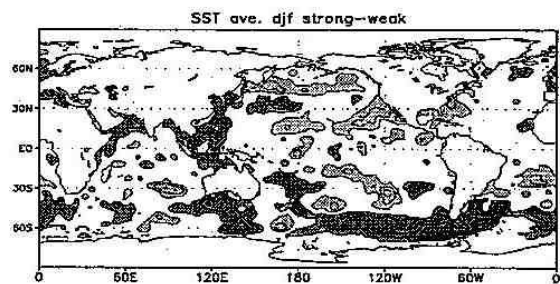 SST ave. djf strong-weak
60N
30N
EQ
30S
60S
0 60E 120E 180 120W 60W 0